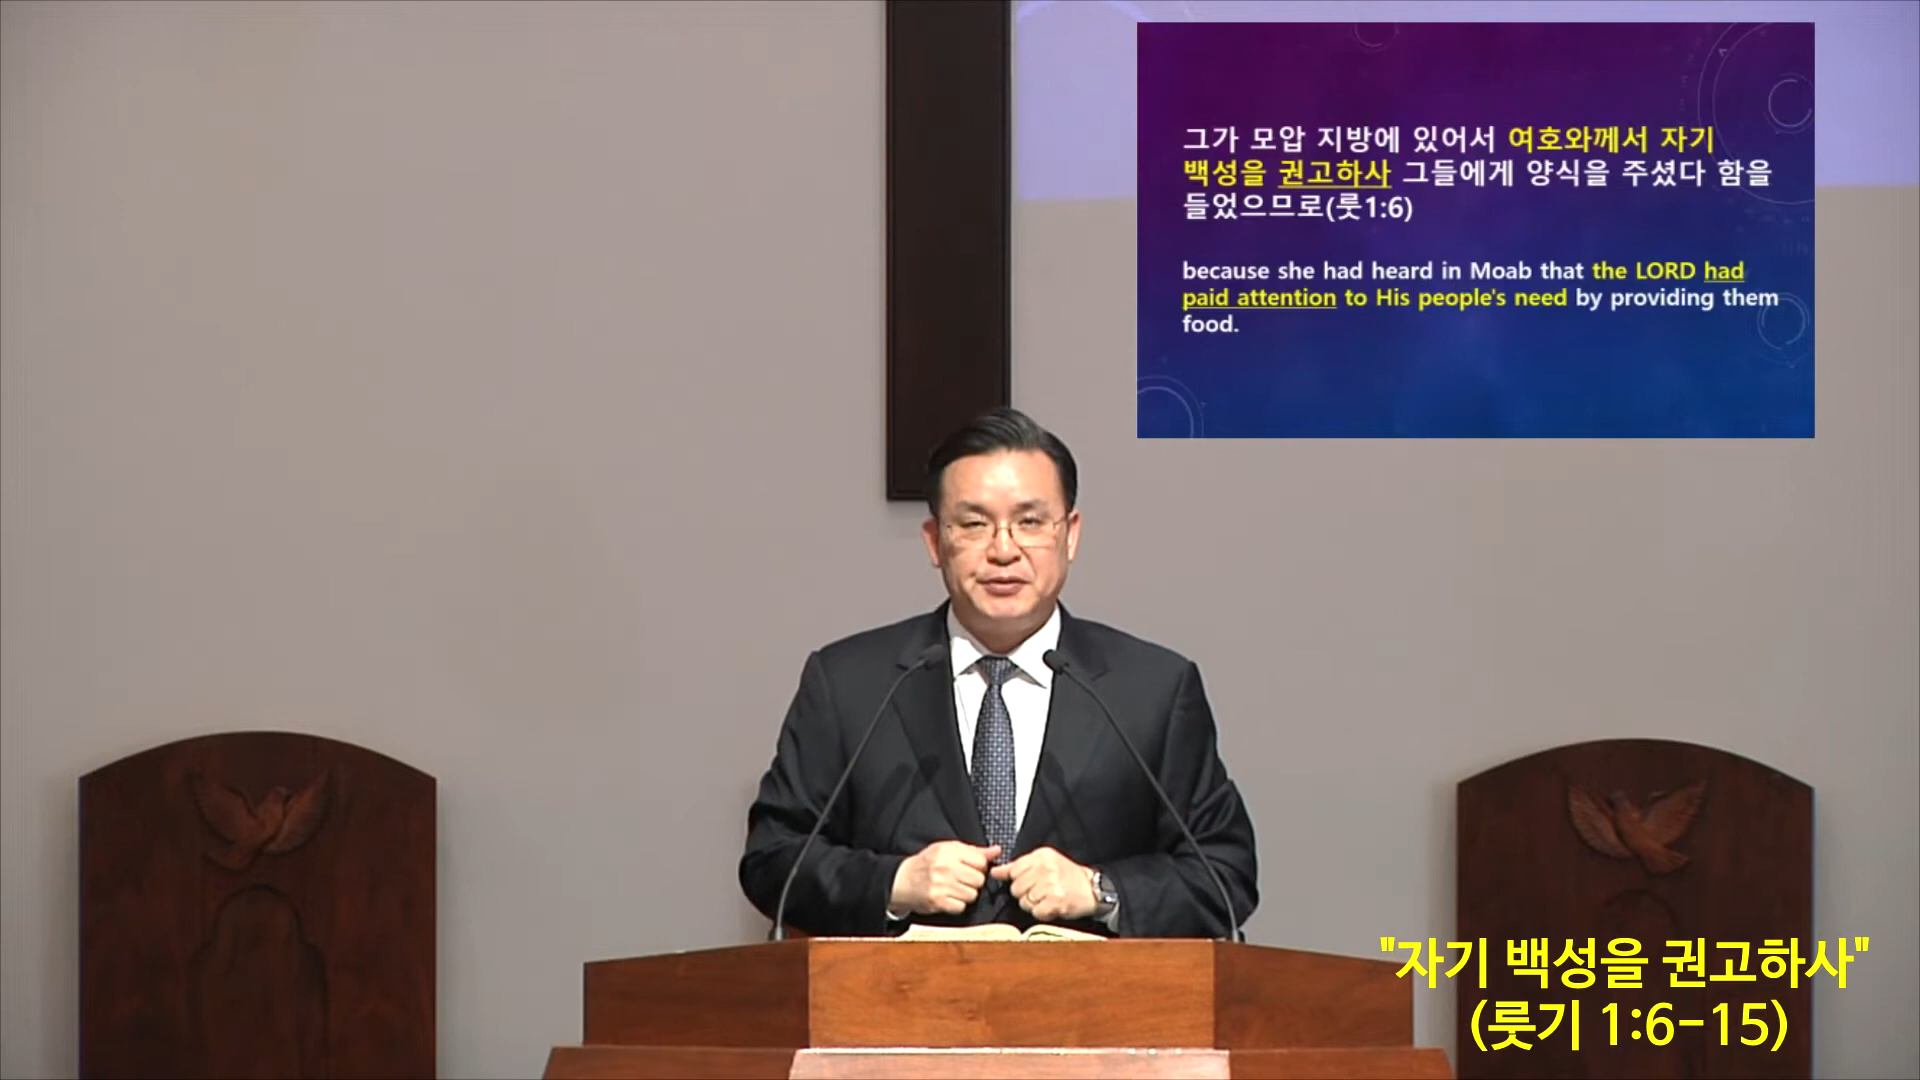 그가 모압 지방에 있어서 여호와께서 자기
백성을 권고하사 그들에게 양식을 주셨다 함을
들었으므로(룻1:6)
because she had heard in Moab that the LORD had
paid attention to His people's need by providing them
food.
"자기 백성을 권고하사"
(룻기 1:6-15)